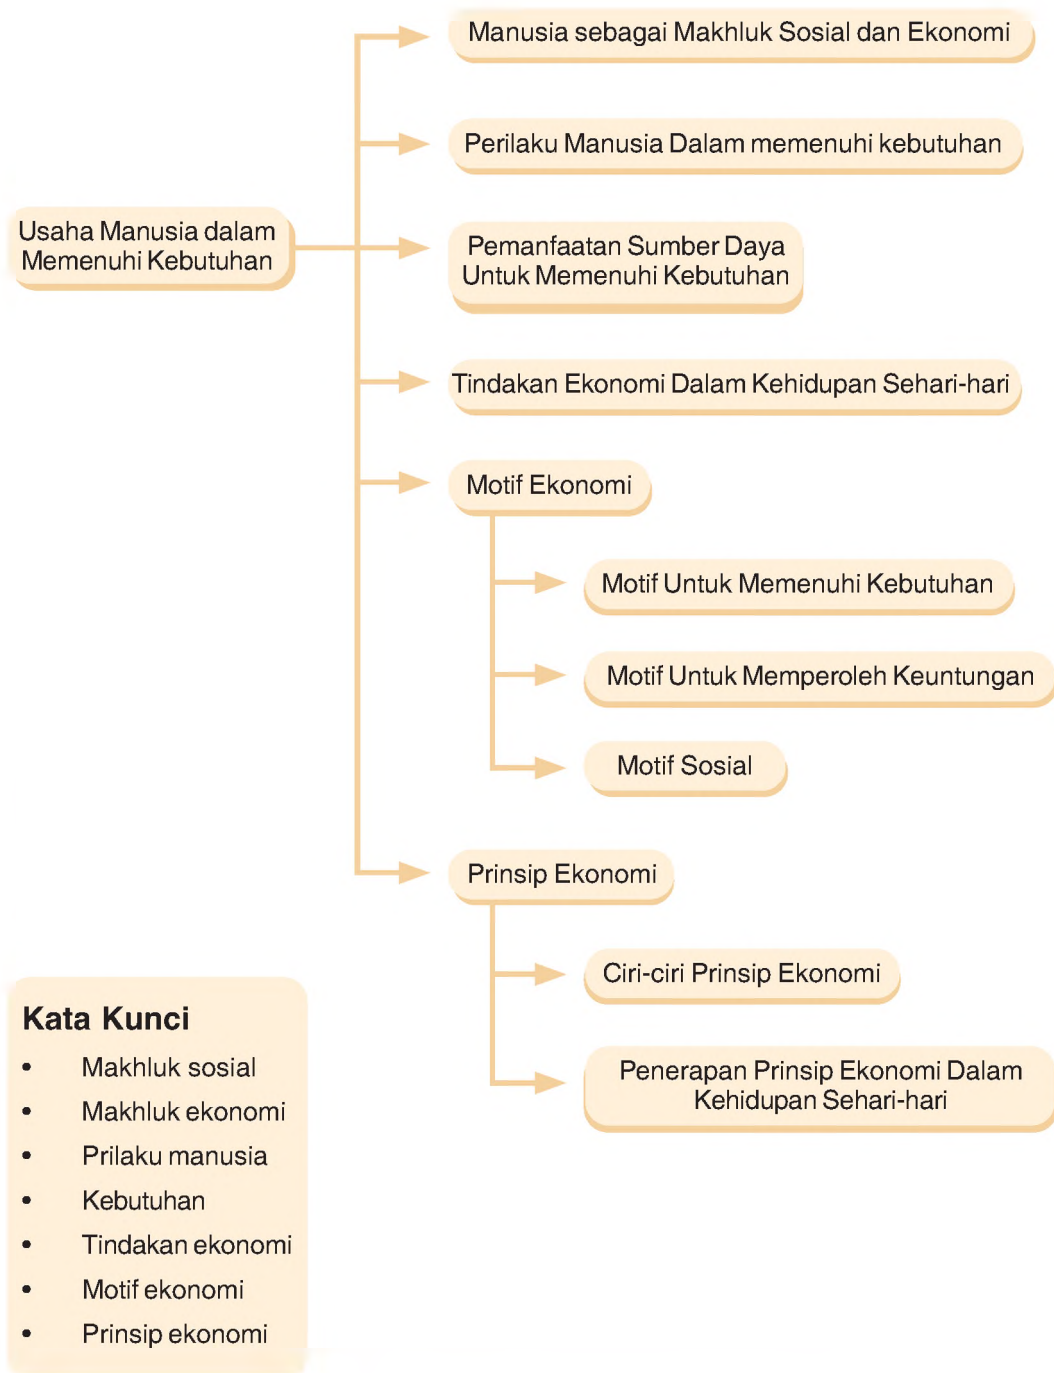 Manusia sebagai Makhluk Sosial dan Ekonomi
Perilaku Manusia Dalam memenuhi kebutuhan
Usaha Manusia dalam
Memenuhi Kebutuhan
Pemanfaatan Sumber Daya
Untuk Memenuhi Kebutuhan
Tindakan Ekonomi Dalam Kehidupan Sehari-hari
Motif Ekonomi
Motif Untuk Memenuhi Kebutuhan
Motif Untuk Memperoleh Keuntungan
Motif Sosial
Prinsip Ekonomi
Ciri-ciri Prinsip Ekonomi
Penerapan Prinsip Ekonomi Dalam
Kehidupan Sehari-hari
Kata Kunci
• Makhluk sosial
• Makhluk ekonomi
• Prilaku manusia
• Kebutuhan
• Tindakan ekonomi
• Motif ekonomi
• Prinsip ekonomi